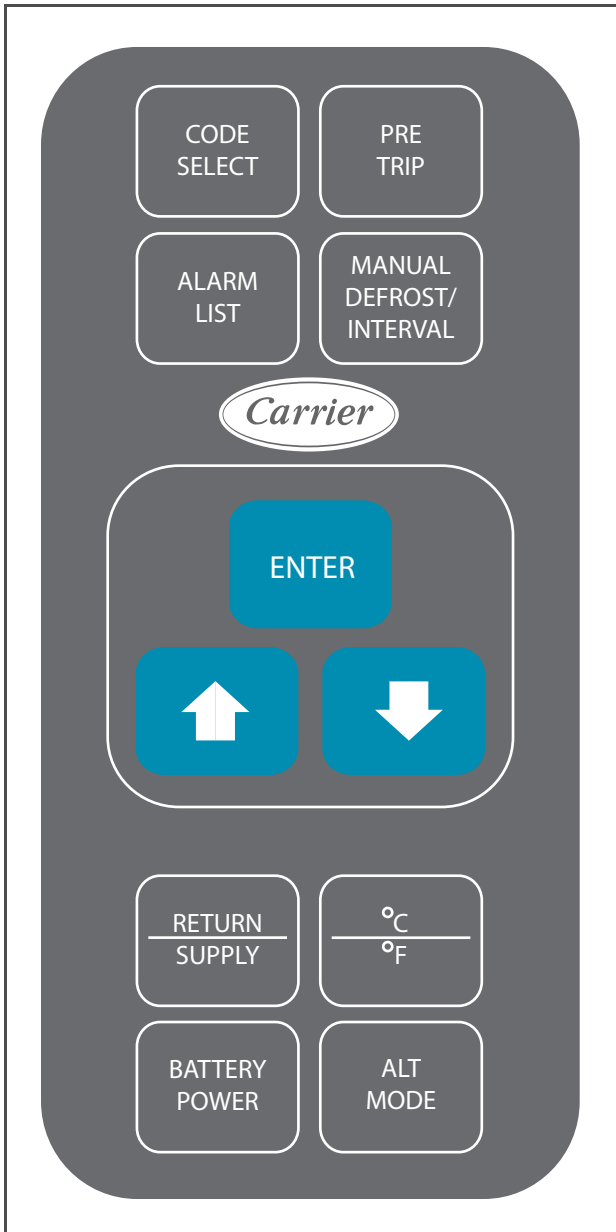 CODE
SELECT
PRE
TRIP
ALARM
LIST
MANUAL
DEFROST/
INTERVAL
Carrier
ENTER
RETURN
SUPPLY
°C
°F
BATTERY
POWER
ALT
MODE